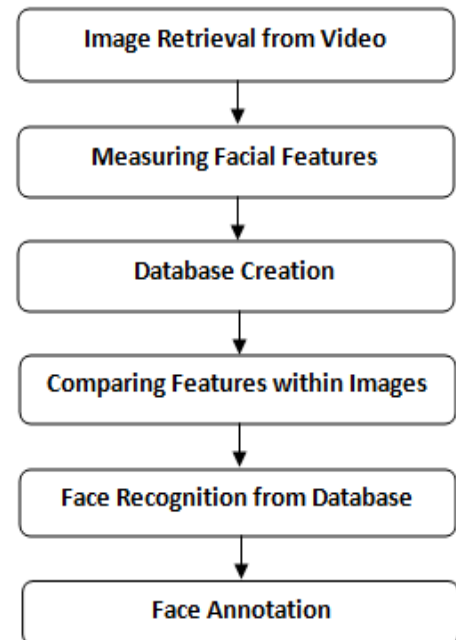 Image Retrieval from Video
Measuring Facial Features
Database Creation
Comparing Features within Images
Face Recognition from Database
Face Annotation